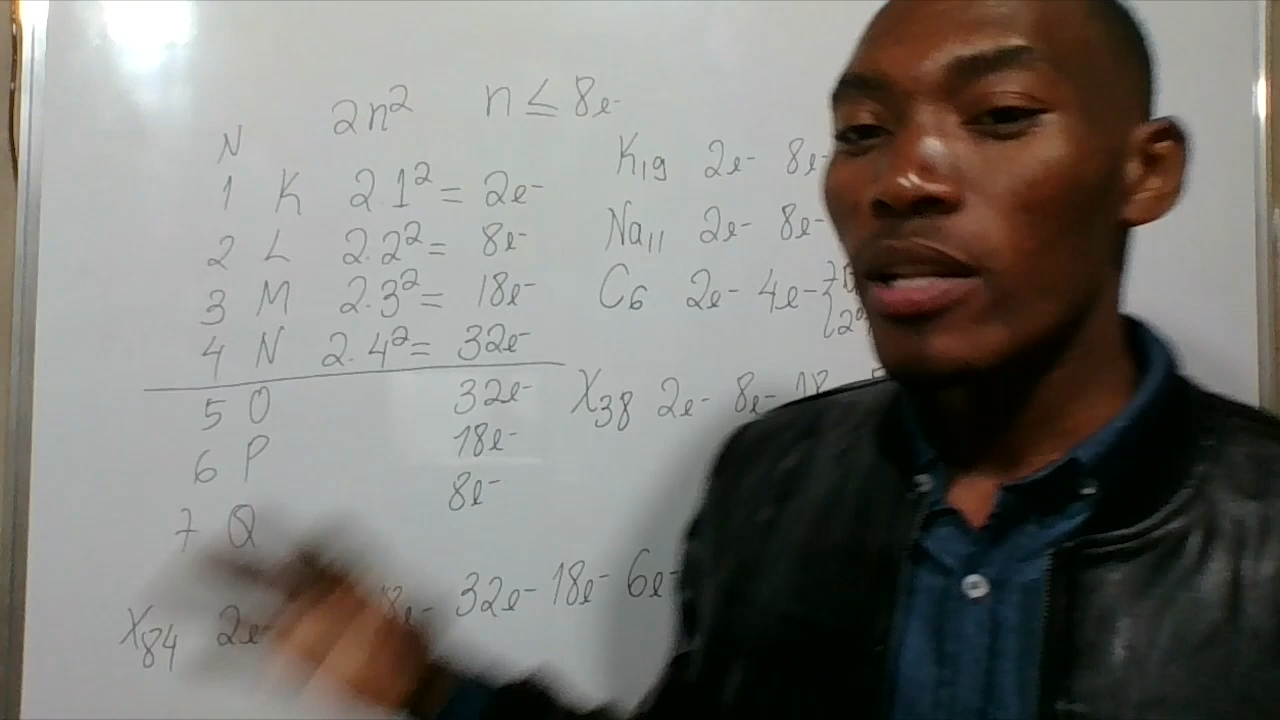 2n² n ≤ 8e-
N
1 K 2.1² = 2e-
2 L 2.2² = 8e-
3 M 2.3² = 18e-
4 N 2.4² = 32e-
5 O 32e-
6 P 18e-
7 Q 8e-
K₁₉ 2e- 8e-
Na₁₁ 2e- 8e-
C₆ 2e- 4e-
X₃₈ 2e- 8e- 18
X₈₄ 2e- 18e- 32e- 18e- 6e-